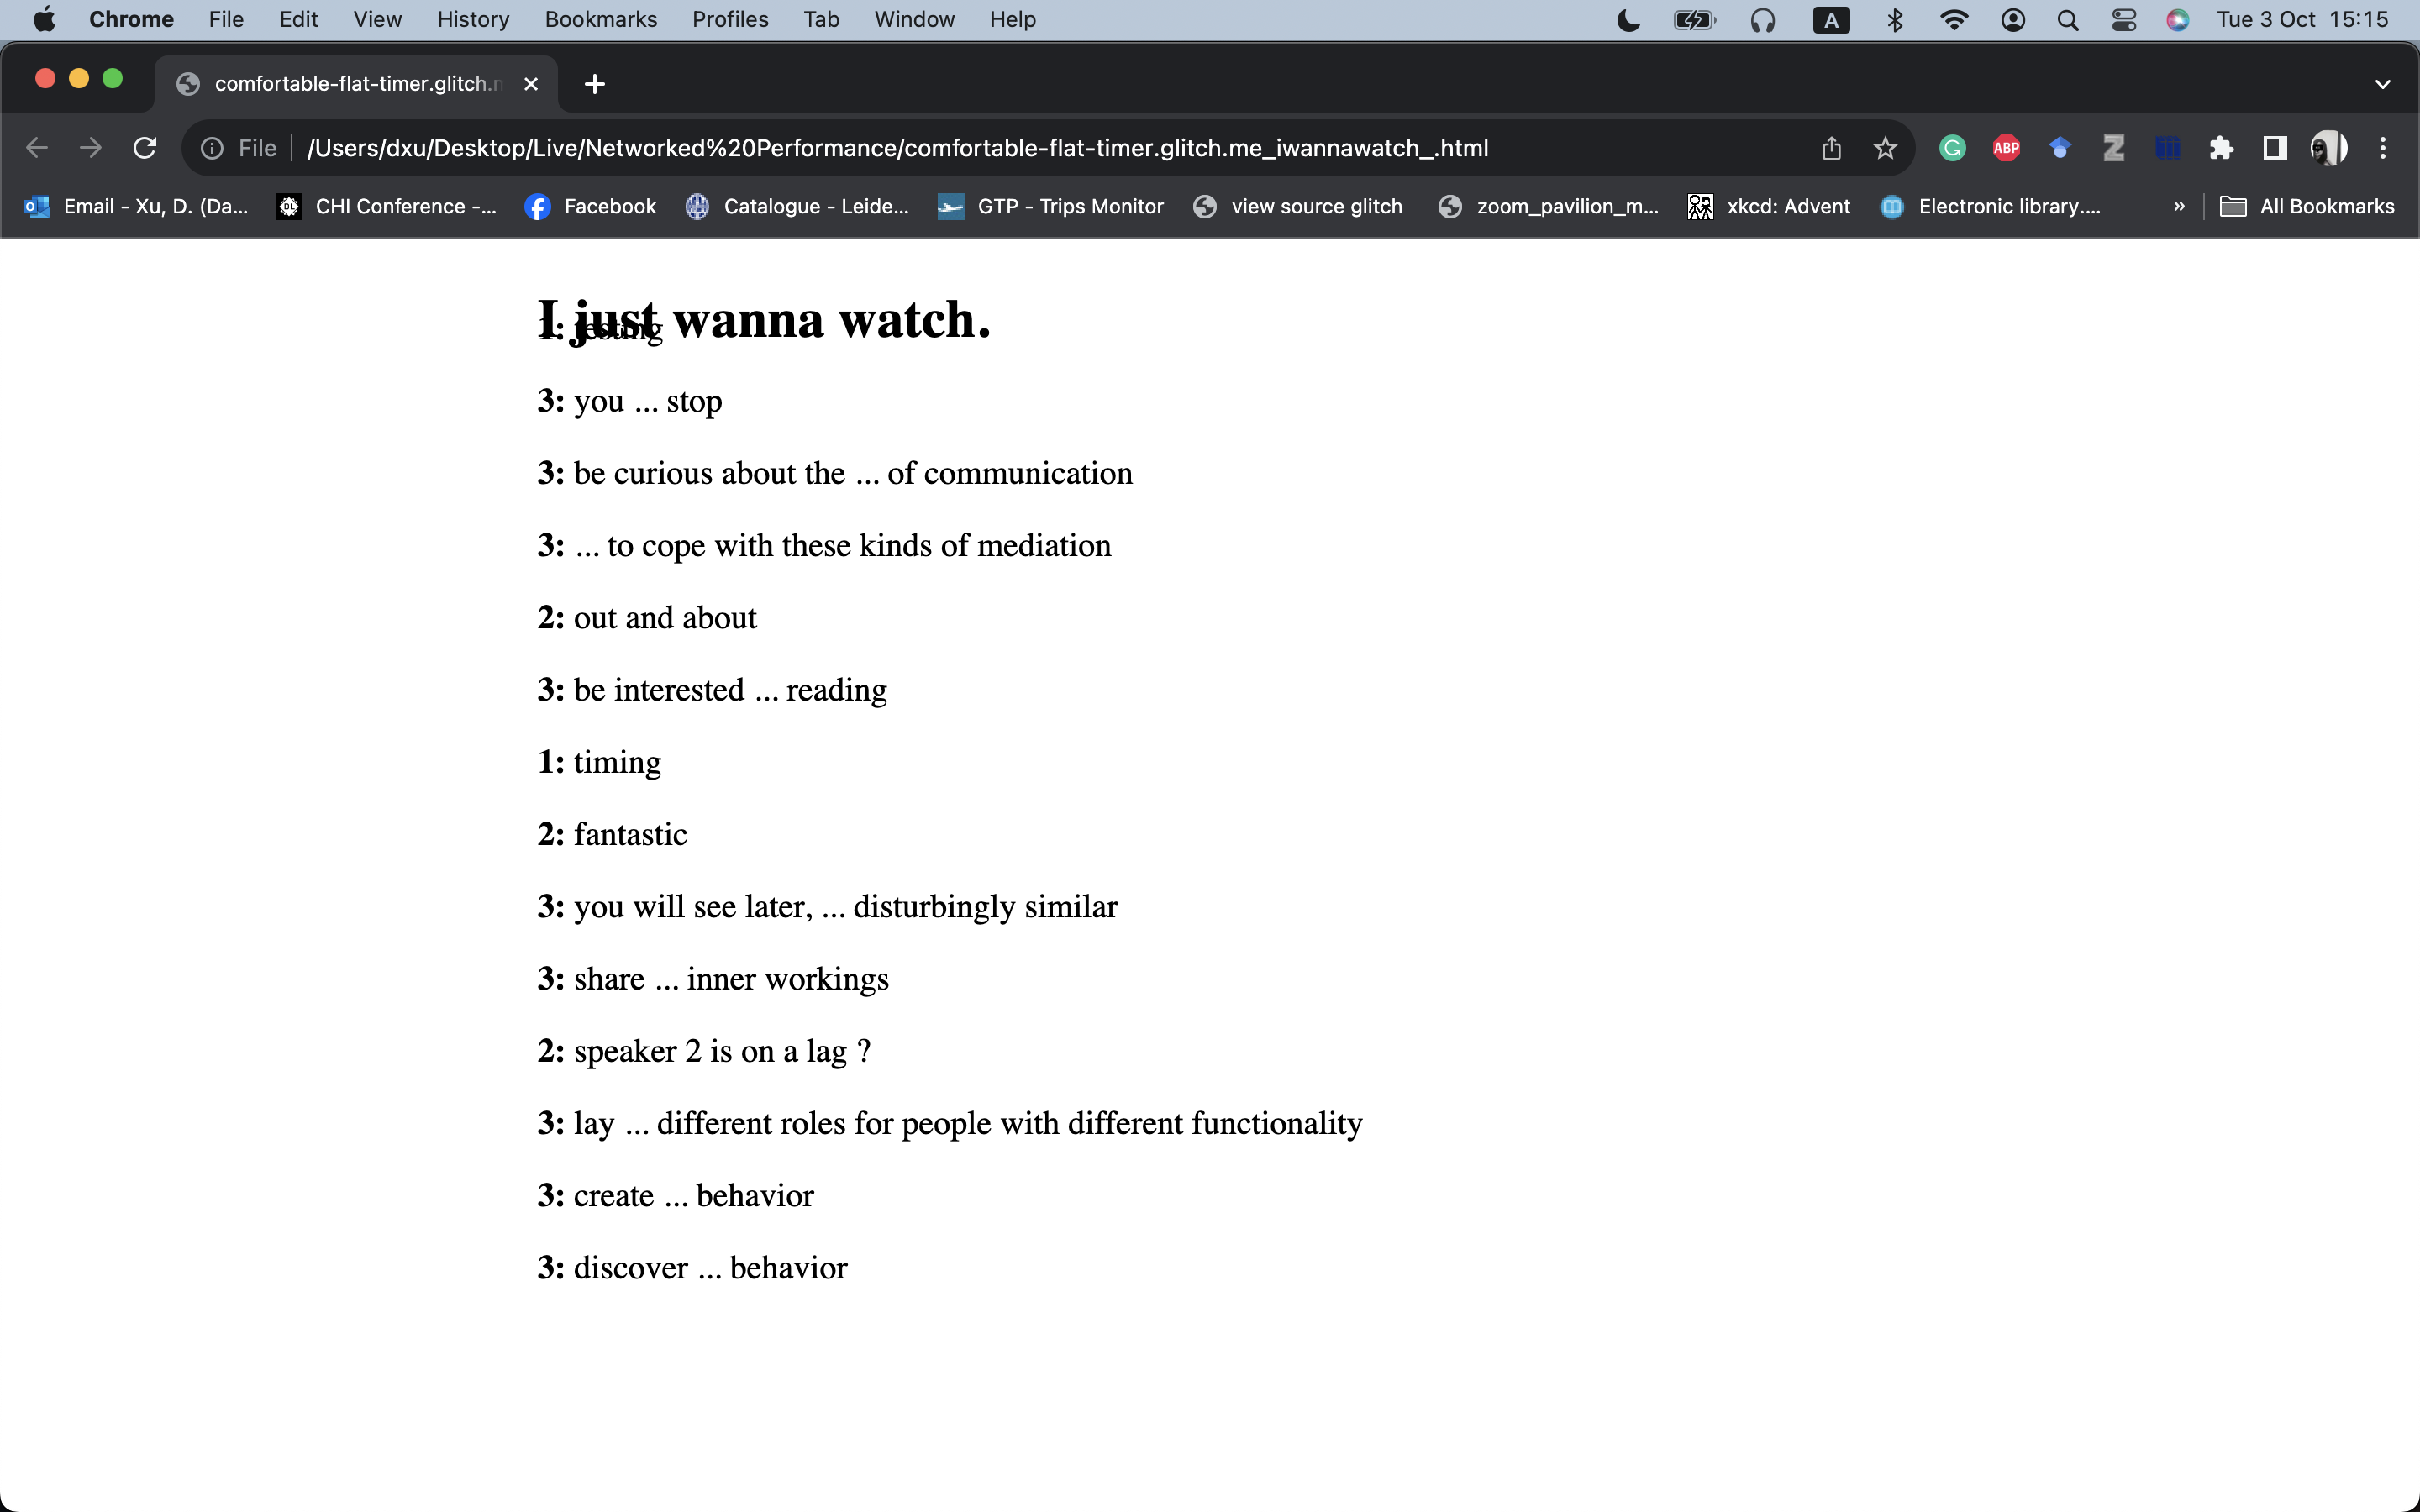 Chrome File Edit View History Bookmarks Profiles Tab Window Help A Tue 3 Oct 15:15
comfortable-flat-timer.glitch.m
File /Users/dxu/Desktop/Live/Networked%20Performance/comfortable-flat-timer.glitch.me_iwannawatch_.html ABP
Email - Xu, D. (Da... CHI Conference -... Facebook Catalogue - Leide... GTP - Trips Monitor view source glitch zoom_pavilion_m... xkcd: Advent Electronic library.... » All Bookmarks
I just wanna watch.
1: testing
3: you ... stop
3: be curious about the ... of communication
3: ... to cope with these kinds of mediation
2: out and about
3: be interested ... reading
1: timing
2: fantastic
3: you will see later, ... disturbingly similar
3: share ... inner workings
2: speaker 2 is on a lag ?
3: lay ... different roles for people with different functionality
3: create ... behavior
3: discover ... behavior